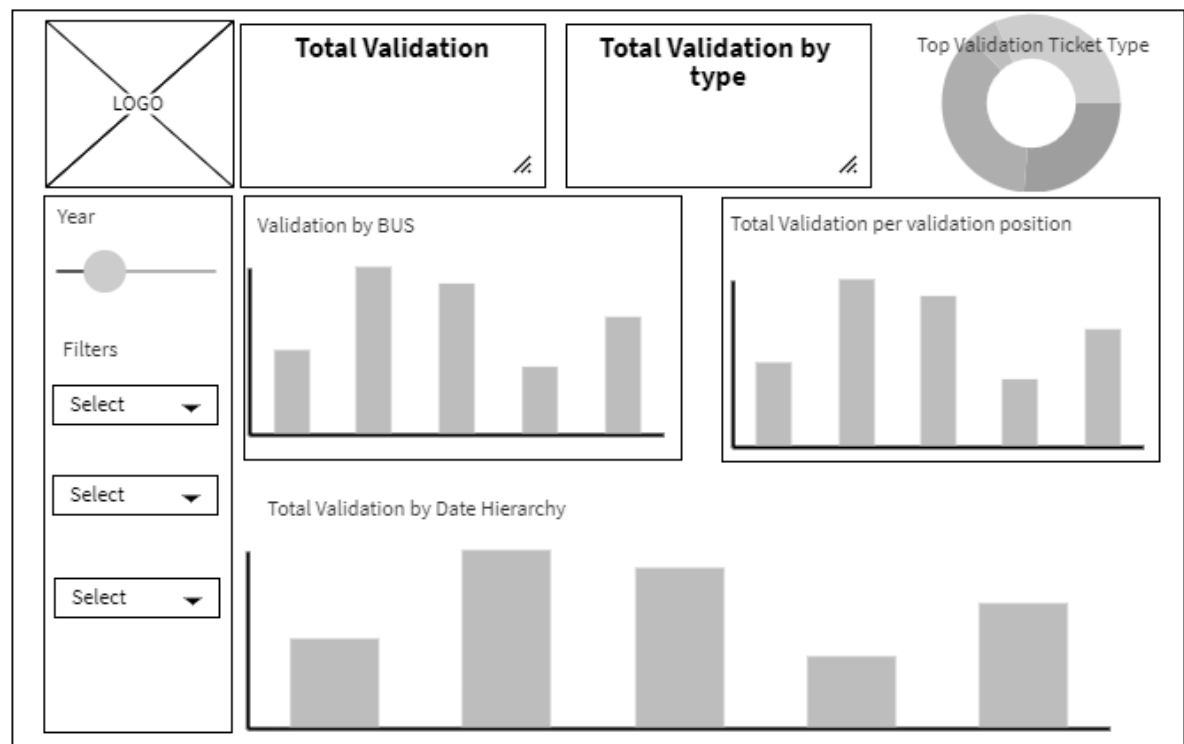 LOGO
Total Validation
Total Validation by
type
Top Validation Ticket Type
Year
Filters
Select
Select
Select
Validation by BUS
Total Validation per validation position
Total Validation by Date Hierarchy